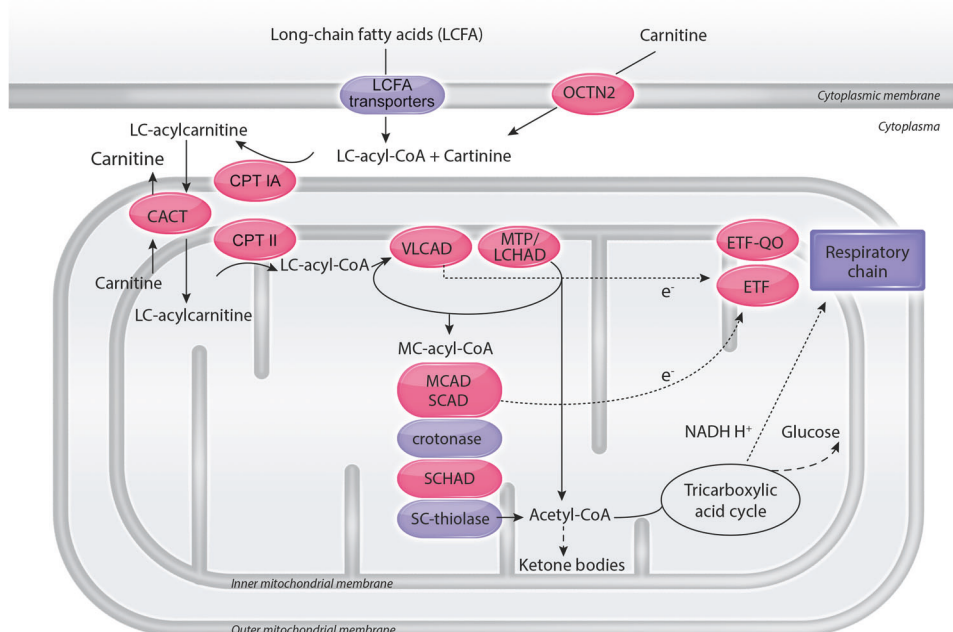 Long-chain fatty acids (LCFA)
Carnitine
LCFA
transporters
OCTN2
Cytoplasmic membrane
Cytoplasma
LC-acylcarnitine
LC-acyl-CoA + Cartinine
Carnitine
CPT IA
CACT
CPT II
LC-acyl-CoA
VLCAD
MTP/
LCHAD
ETF-QO
Respiratory
chain
Carnitine
ETF
e-
LC-acylcarnitine
MC-acyl-CoA
MCAD
SCAD
e-
crotonase
NADH H+
Glucose
SCHAD
Tricarboxylic
acid cycle
SC-thiolase
Acetyl-CoA
Ketone bodies
Inner mitochondrial membrane
Outer mitochondrial membrane